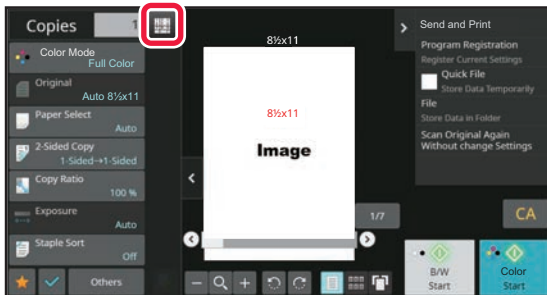 Copies 1
Color Mode
Full Color
Original
Auto 8½x11
Paper Select
Auto
2-Sided Copy
1-Sided→1-Sided
Copy Ratio
100 %
Exposure
Auto
Staple Sort
Off
Others
8½x11
8½x11
Image
1/7
Send and Print
Program Registration
Register Current Settings
Quick File
Store Data Temporarily
File
Store Data in Folder
Scan Original Again
Without change Settings
CA
B/W
Start
Color
Start